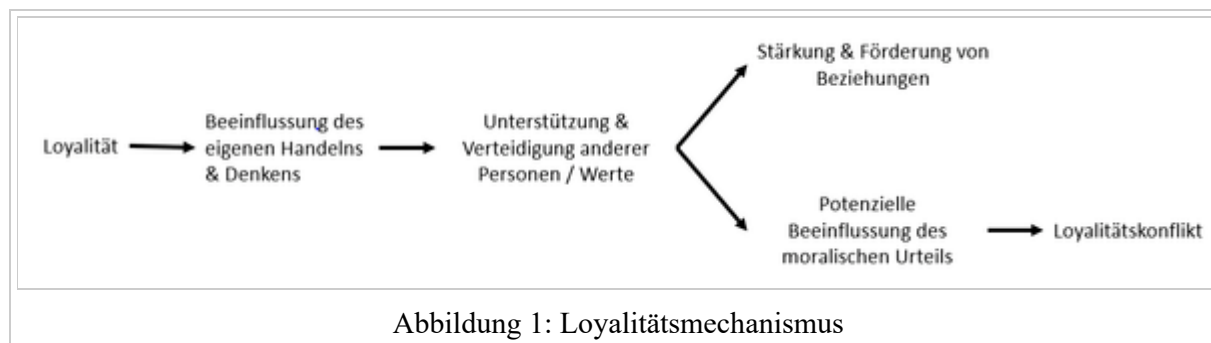 Stärkung & Förderung von
Beziehungen
Loyalität
Beeinflussung des
eigenen Handelns
& Denkens
Unterstützung &
Verteidigung anderer
Personen / Werte
Potenzielle
Beeinflussung des
moralischen Urteils
Loyalitätskonflikt
Abbildung 1: Loyalitätsmechanismus